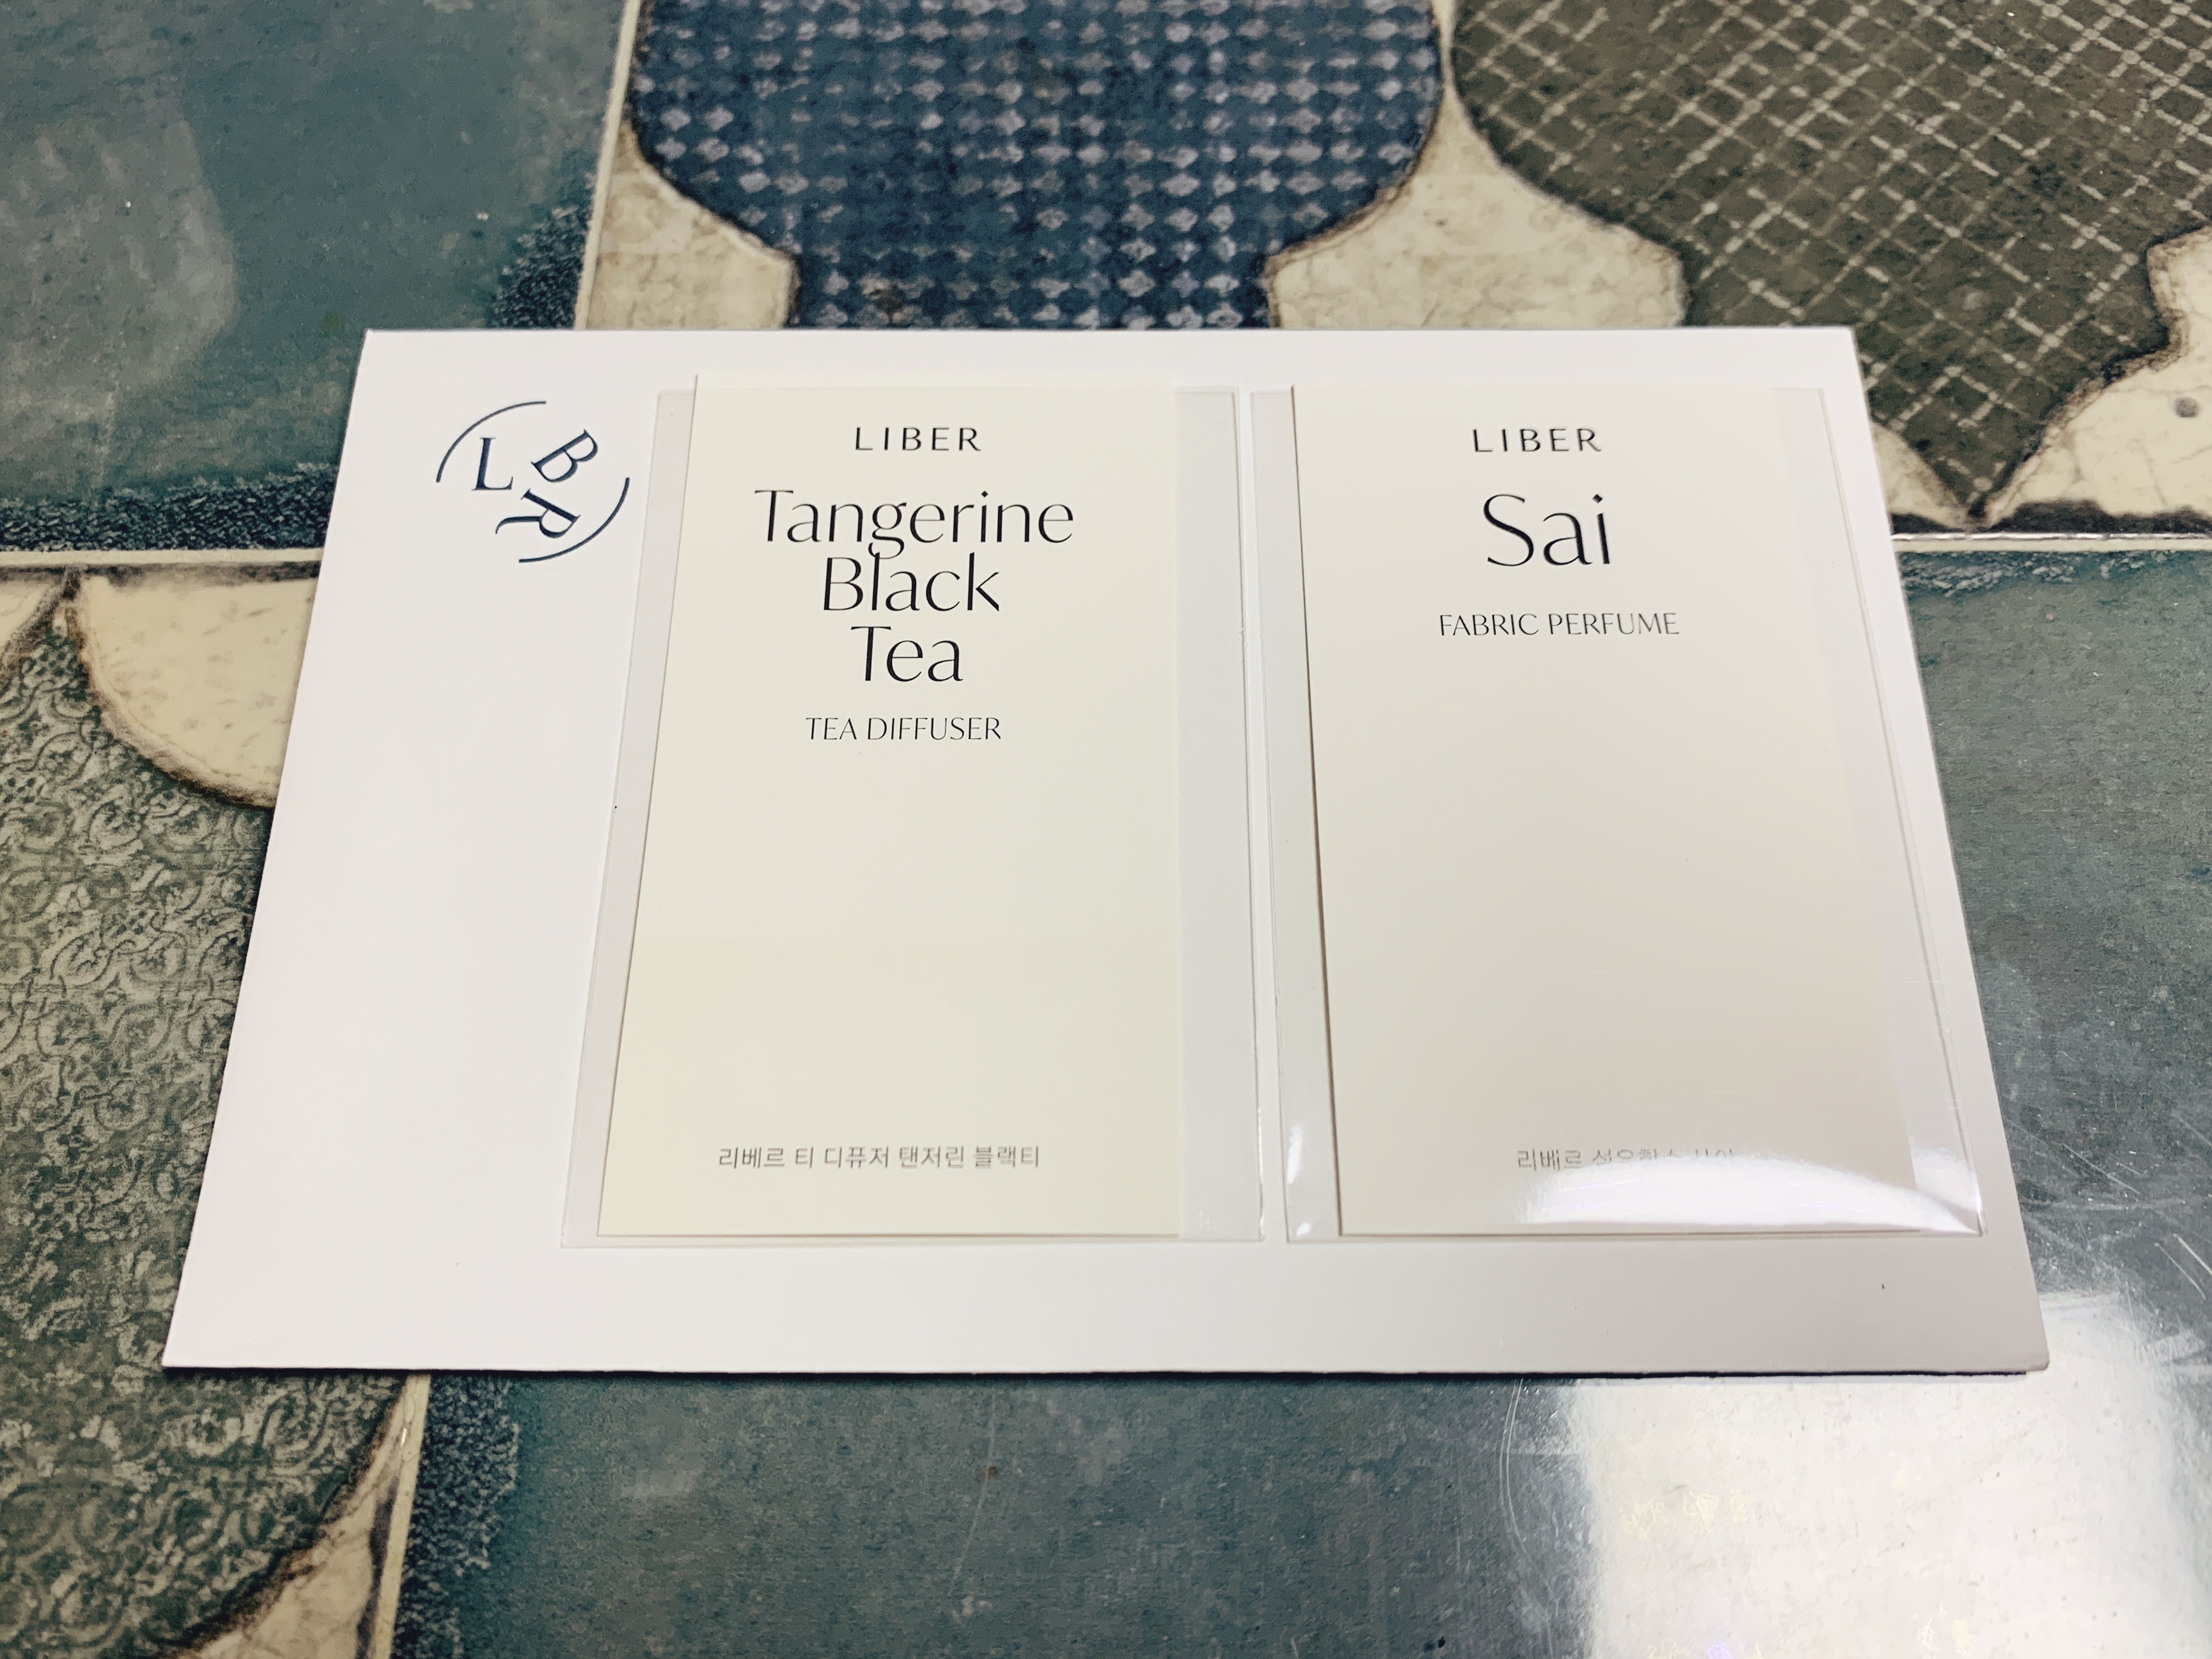 L B R
LIBER
Tangerine
Black
Tea
TEA DIFFUSER
리베르 티 디퓨저 탠저린 블랙티
LIBER
Sai
FABRIC PERFUME
리베르